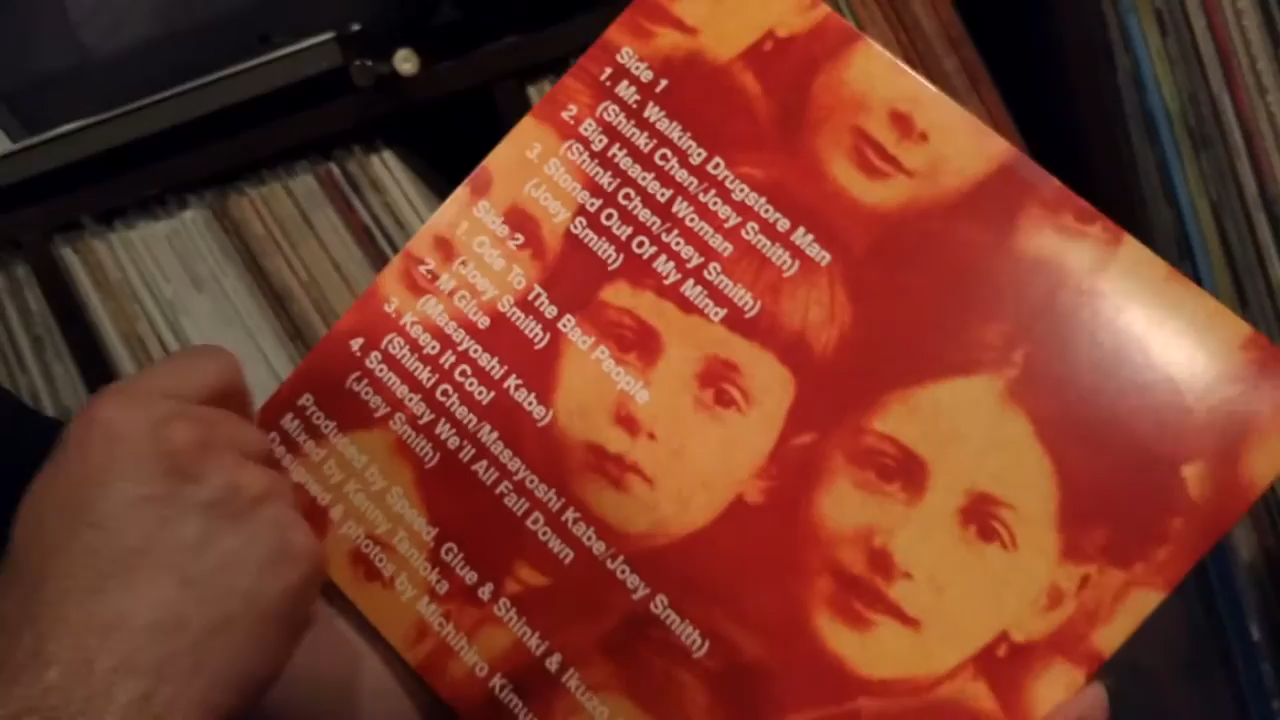 Side 1
1. Mr. Walking Drugstore Man
(Shinki Chen/Joey Smith)
2. Big Headed Woman
(Shinki Chen/Joey Smith)
3. Stoned Out Of My Mind
(Joey Smith)
Side 2
1. Ode To The Bad People
(Joey Smith)
2. M Glue
(Masayoshi Kabe)
3. Keep It Cool
(Shinki Chen/Masayoshi Kabe/Joey Smith)
4. Someday We'll All Fall Down
(Joey Smith)
Produced by Speed, Glue & Shinki & Ikuzo
Mixed by Kenny Tanioka
Designed & photos by Michihiro Kimu